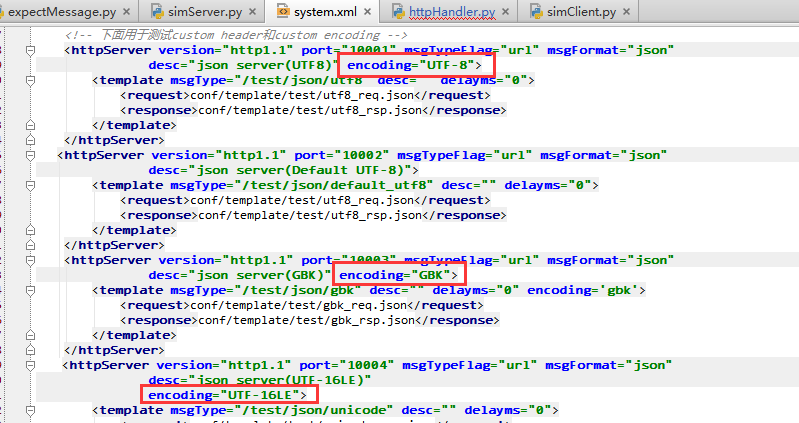 expectMessage.py × simServer.py × system.xml × httpHandler.py × simClient.py ×
<!-- 下面用于测试custom header和custom encoding -->
<httpServer version="http1.1" port="10001" msgTypeFlag="url" msgFormat="json"
desc="json server(UTF8)" encoding="UTF-8">
<template msgType="/test/json/utf8" desc="" delayms="0">
<request>conf/template/test/utf8_req.json</request>
<response>conf/template/test/utf8_rsp.json</response>
</template>
</httpServer>
<httpServer version="http1.1" port="10002" msgTypeFlag="url" msgFormat="json"
desc="json server(Default UTF-8)">
<template msgType="/test/json/default_utf8" desc="" delayms="0">
<request>conf/template/test/utf8_req.json</request>
<response>conf/template/test/utf8_rsp.json</response>
</template>
</httpServer>
<httpServer version="http1.1" port="10003" msgTypeFlag="url" msgFormat="json"
desc="json server(GBK)" encoding="GBK">
<template msgType="/test/json/gbk" desc="" delayms="0" encoding='gbk'>
<request>conf/template/test/gbk_req.json</request>
<response>conf/template/test/gbk_rsp.json</response>
</template>
</httpServer>
<httpServer version="http1.1" port="10004" msgTypeFlag="url" msgFormat="json"
desc="json server(UTF-16LE)"
encoding="UTF-16LE">
<template msgType="/test/json/unicode" desc="" delayms="0">